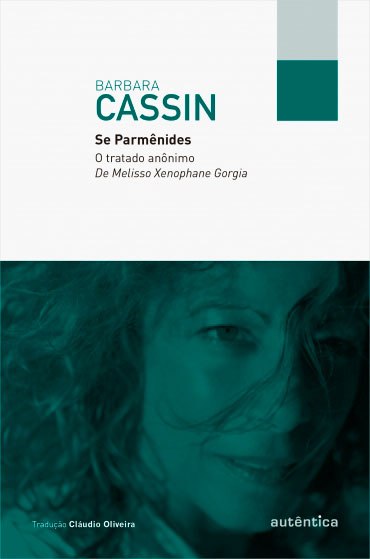 BARBARA
CASSIN
Se Parmênides
O tratado anônimo
De Melisso Xenophane Gorgia
Tradução Cláudio Oliveira
autêntica